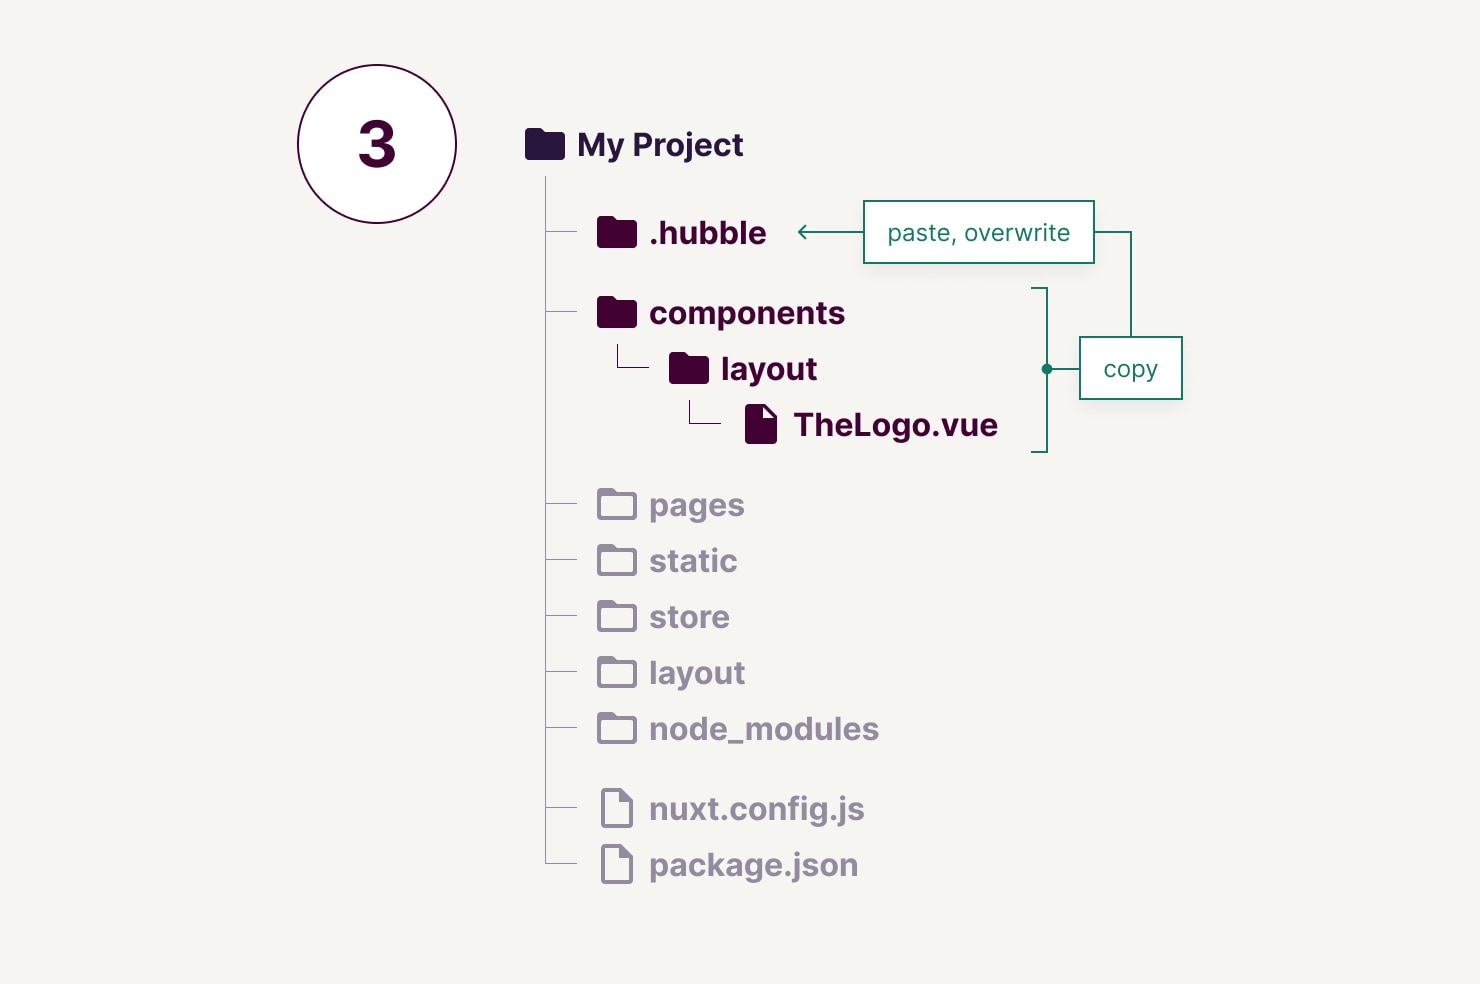 3
My Project
.hubble
paste, overwrite
components
layout
copy
TheLogo.vue
pages
static
store
layout
node_modules
nuxt.config.js
package.json